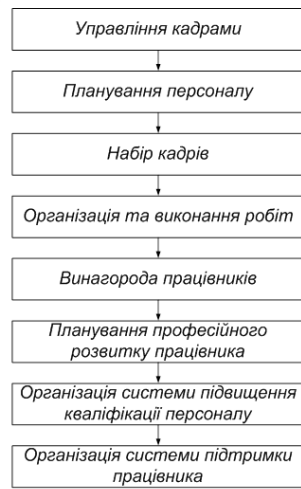 Управління кадрами
Планування персоналу
Набір кадрів
Організація та виконання робіт
Винагорода працівників
Планування професійного
розвитку працівника
Організація системи підвищення
кваліфікації персоналу
Організація системи підтримки
працівника